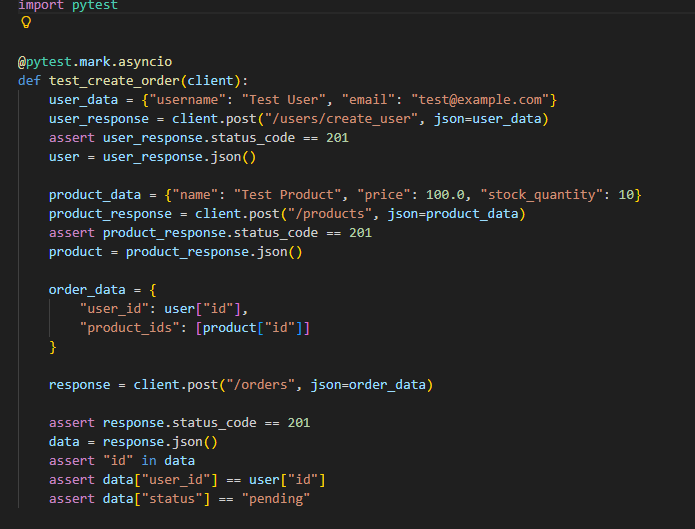 import pytest
@pytest.mark.asyncio
def test_create_order(client):
    user_data = {"username": "Test User", "email": "test@example.com"}
    user_response = client.post("/users/create_user", json=user_data)
    assert user_response.status_code == 201
    user = user_response.json()
    product_data = {"name": "Test Product", "price": 100.0, "stock_quantity": 10}
    product_response = client.post("/products", json=product_data)
    assert product_response.status_code == 201
    product = product_response.json()
    order_data = {
        "user_id": user["id"],
        "product_ids": [product["id"]]
    }
    response = client.post("/orders", json=order_data)
    assert response.status_code == 201
    data = response.json()
    assert "id" in data
    assert data["user_id"] == user["id"]
    assert data["status"] == "pending"